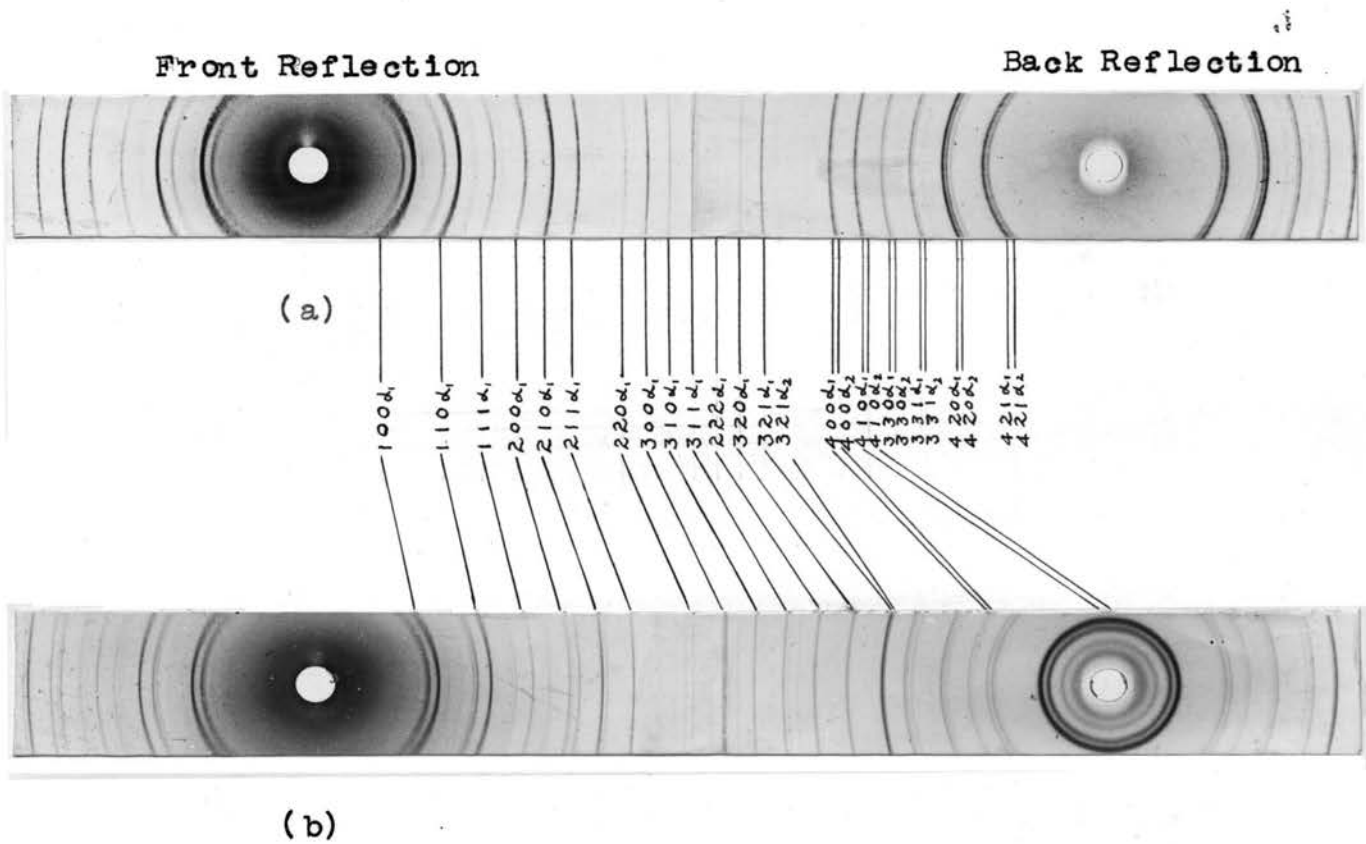 Front Reflection
Back Reflection
(a)
100α₁
110α₁
111α₁
200α₁
210α₁
211α₁
220α₁
300α₁
310α₁
311α₁
222α₁
320α₁
321α₁
321α₂
400α₁
400α₂
410α₁
410α₂
330α₁
330α₂
331α₁
331α₂
420α₁
420α₂
421α₁
421α₂
(b)